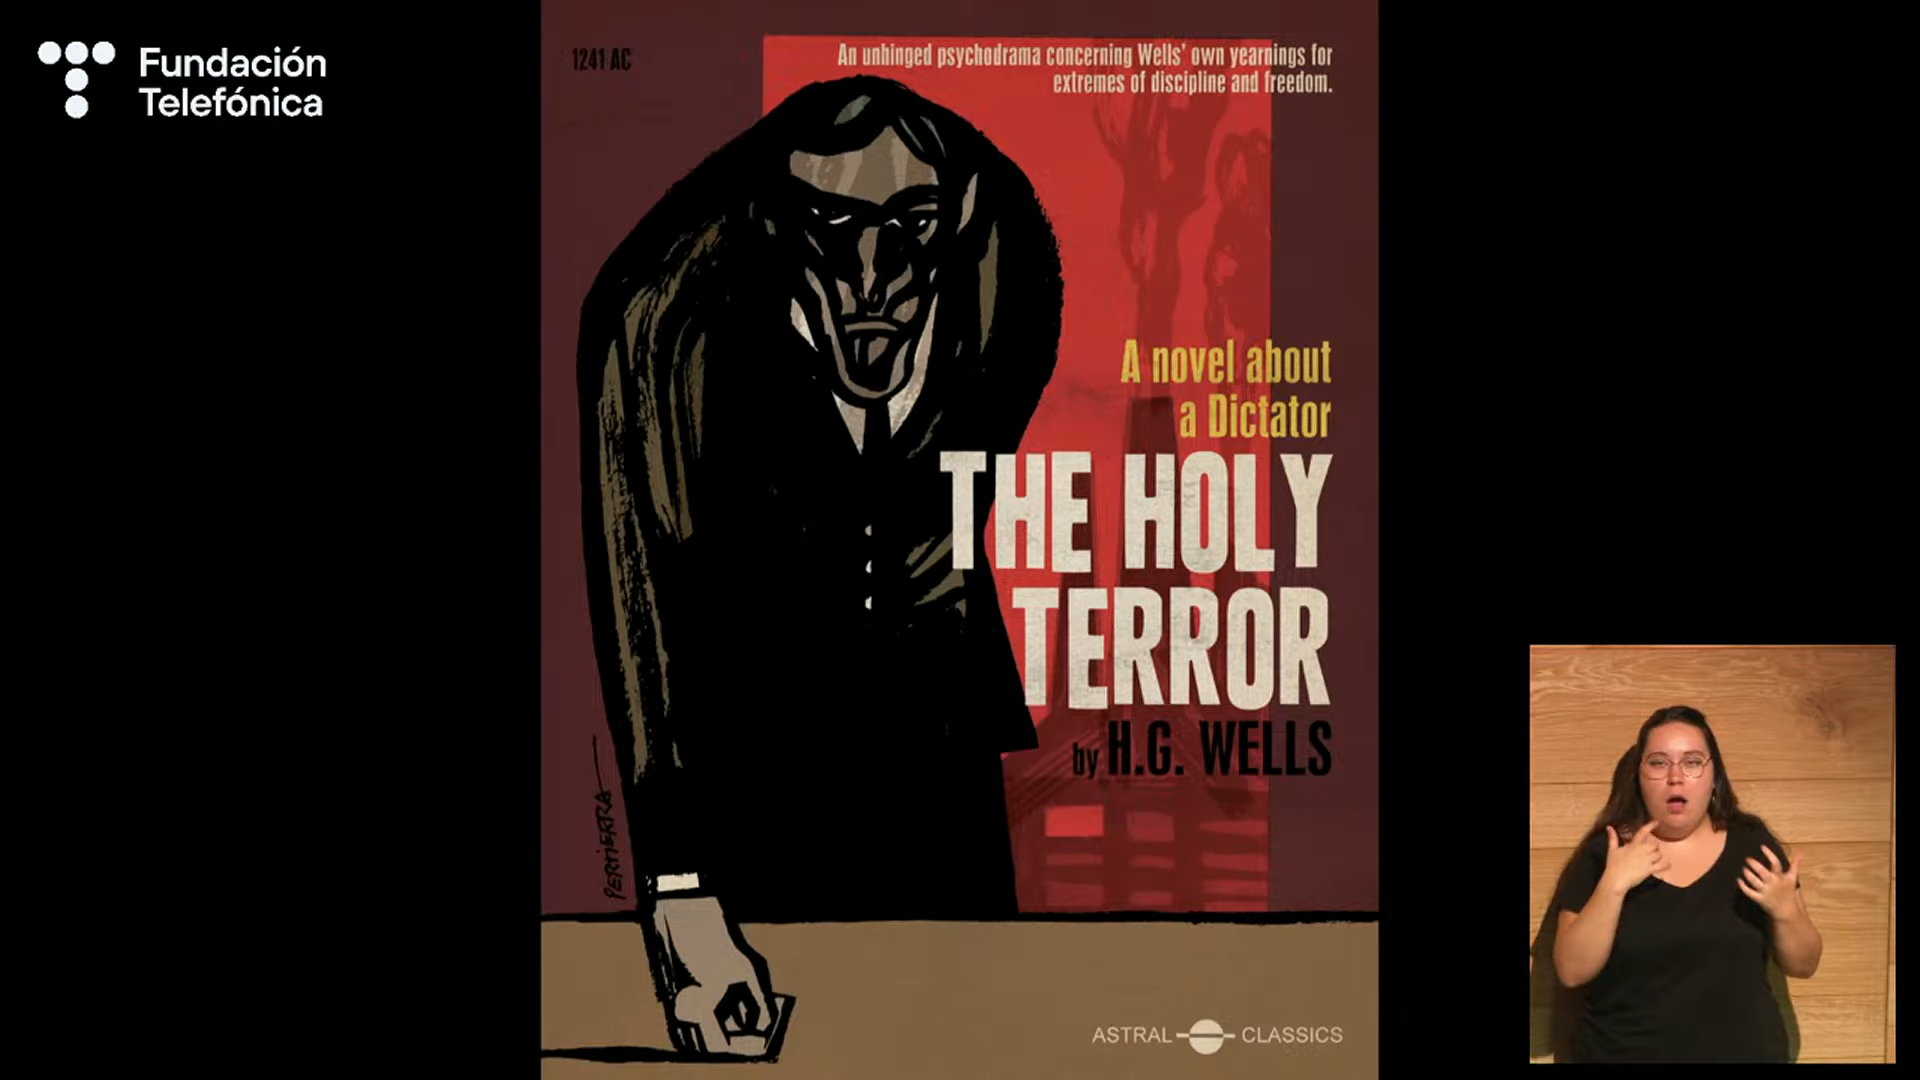 Fundación
Telefónica
1241 AC
An unhinged psychodrama concerning Wells' own yearnings for
extremes of discipline and freedom.
A novel about
a Dictator
THE HOLY
TERROR
by H.G. WELLS
PERTIERRA
ASTRAL CLASSICS